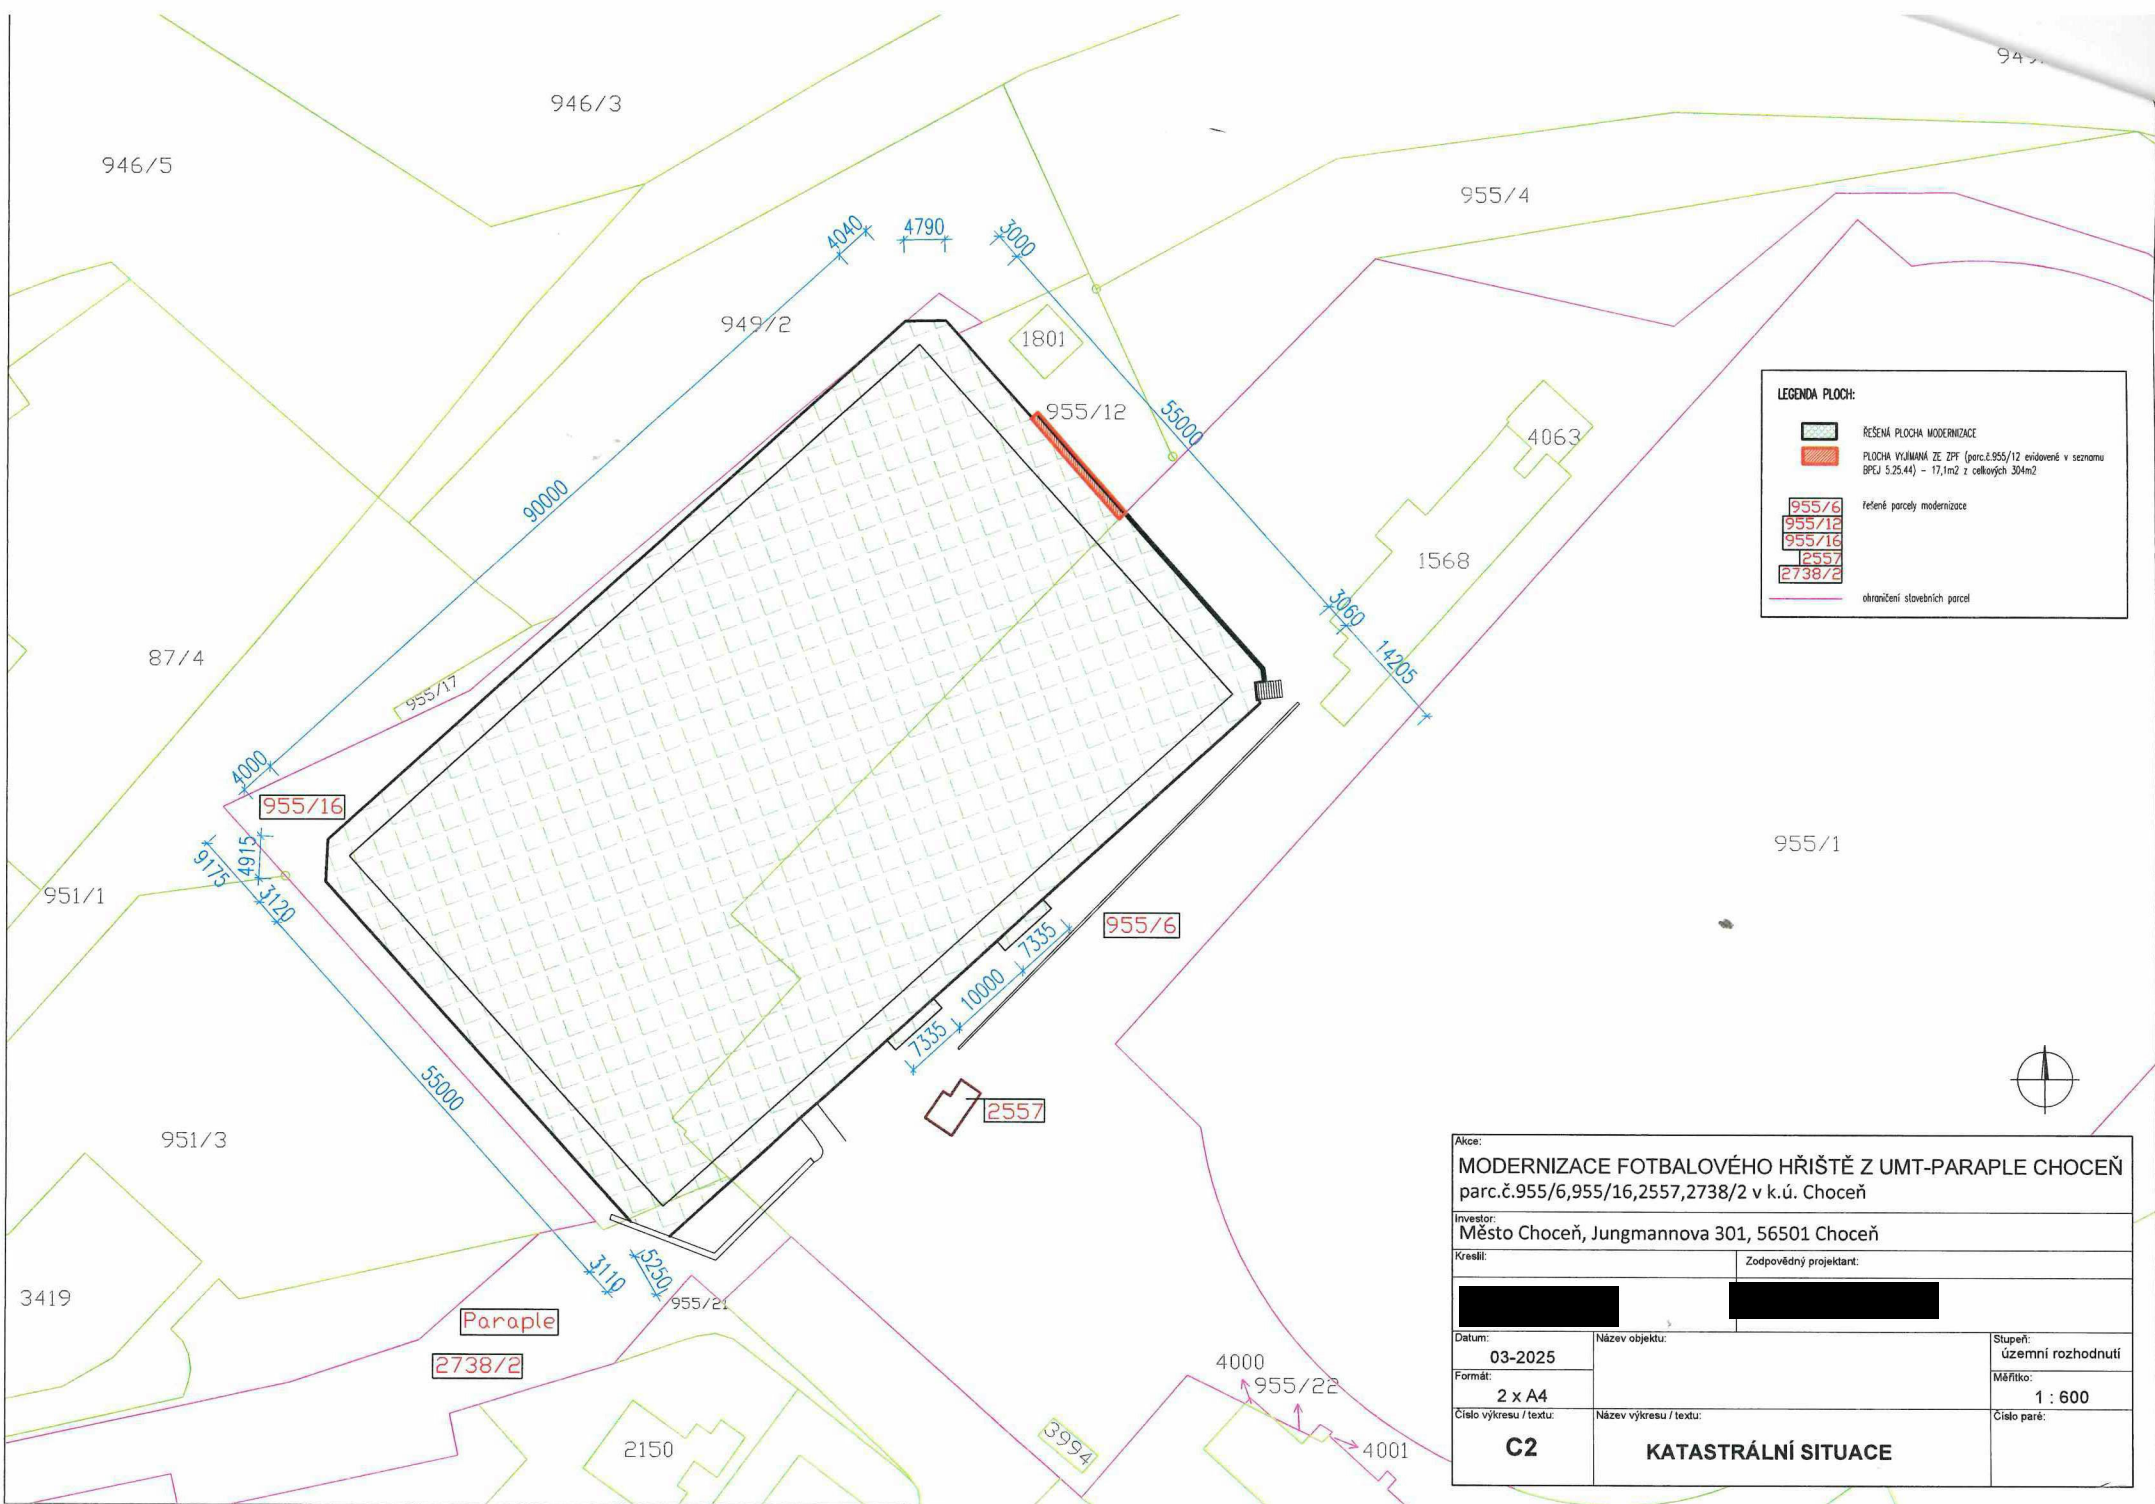 946/3
946/5
949/2
955/4
4040
4790
3000
1801
955/12
55000
90000
4063
1568
3060
14205
87/4
955/17
4000
955/16
4915
9175
3120
951/1
955/1
955/6
7335
10000
7335
2557
55000
951/3
3110
5250
955/21
3419
Paraple
2738/2
2150
3994
4000
955/22
4001
LEGENDA PLOCH:
ŘEŠENÁ PLOCHA MODERNIZACE
PLOCHA VYJÍMANÁ ZE ZPF (parc.č.955/12 evidované v seznamu
BPEJ 5.25.44) - 17,1m2 z celkových 304m2
955/6 řešené parcely modernizace
955/12
955/16
2557
2738/2
ohraničení stavebních parcel
Akce:
MODERNIZACE FOTBALOVÉHO HŘIŠTĚ Z UMT-PARAPLE CHOCEŇ
parc.č.955/6,955/16,2557,2738/2 v k.ú. Choceň
Investor:
Město Choceň, Jungmannova 301, 56501 Choceň
Kreslil: Zodpovědný projektant:
Datum: Název objektu: Stupeň:
03-2025 územní rozhodnutí
Formát: Měřítko:
2 x A4 1 : 600
Číslo výkresu / textu: Název výkresu / textu: Číslo paré:
C2 KATASTRÁLNÍ SITUACE